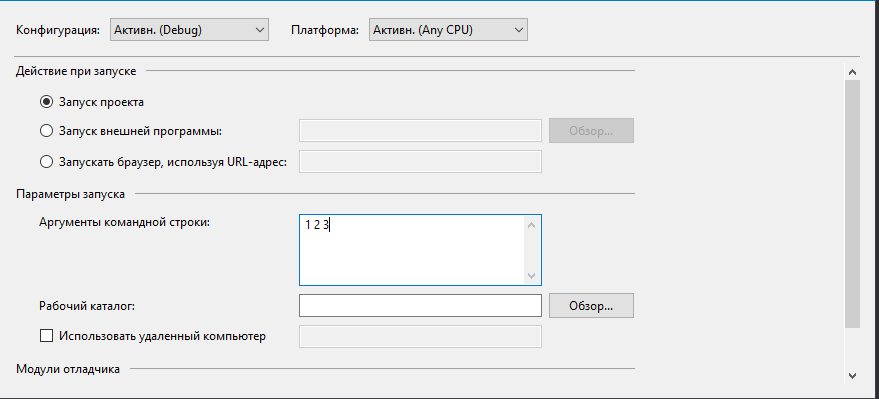 Конфигурация: Активн. (Debug) Платформа: Активн. (Any CPU)
Действие при запуске
Запуск проекта
Запуск внешней программы: Обзор...
Запускать браузер, используя URL-адрес:
Параметры запуска
Аргументы командной строки: 1 2 3
Рабочий каталог: Обзор...
Использовать удаленный компьютер
Модули отладчика